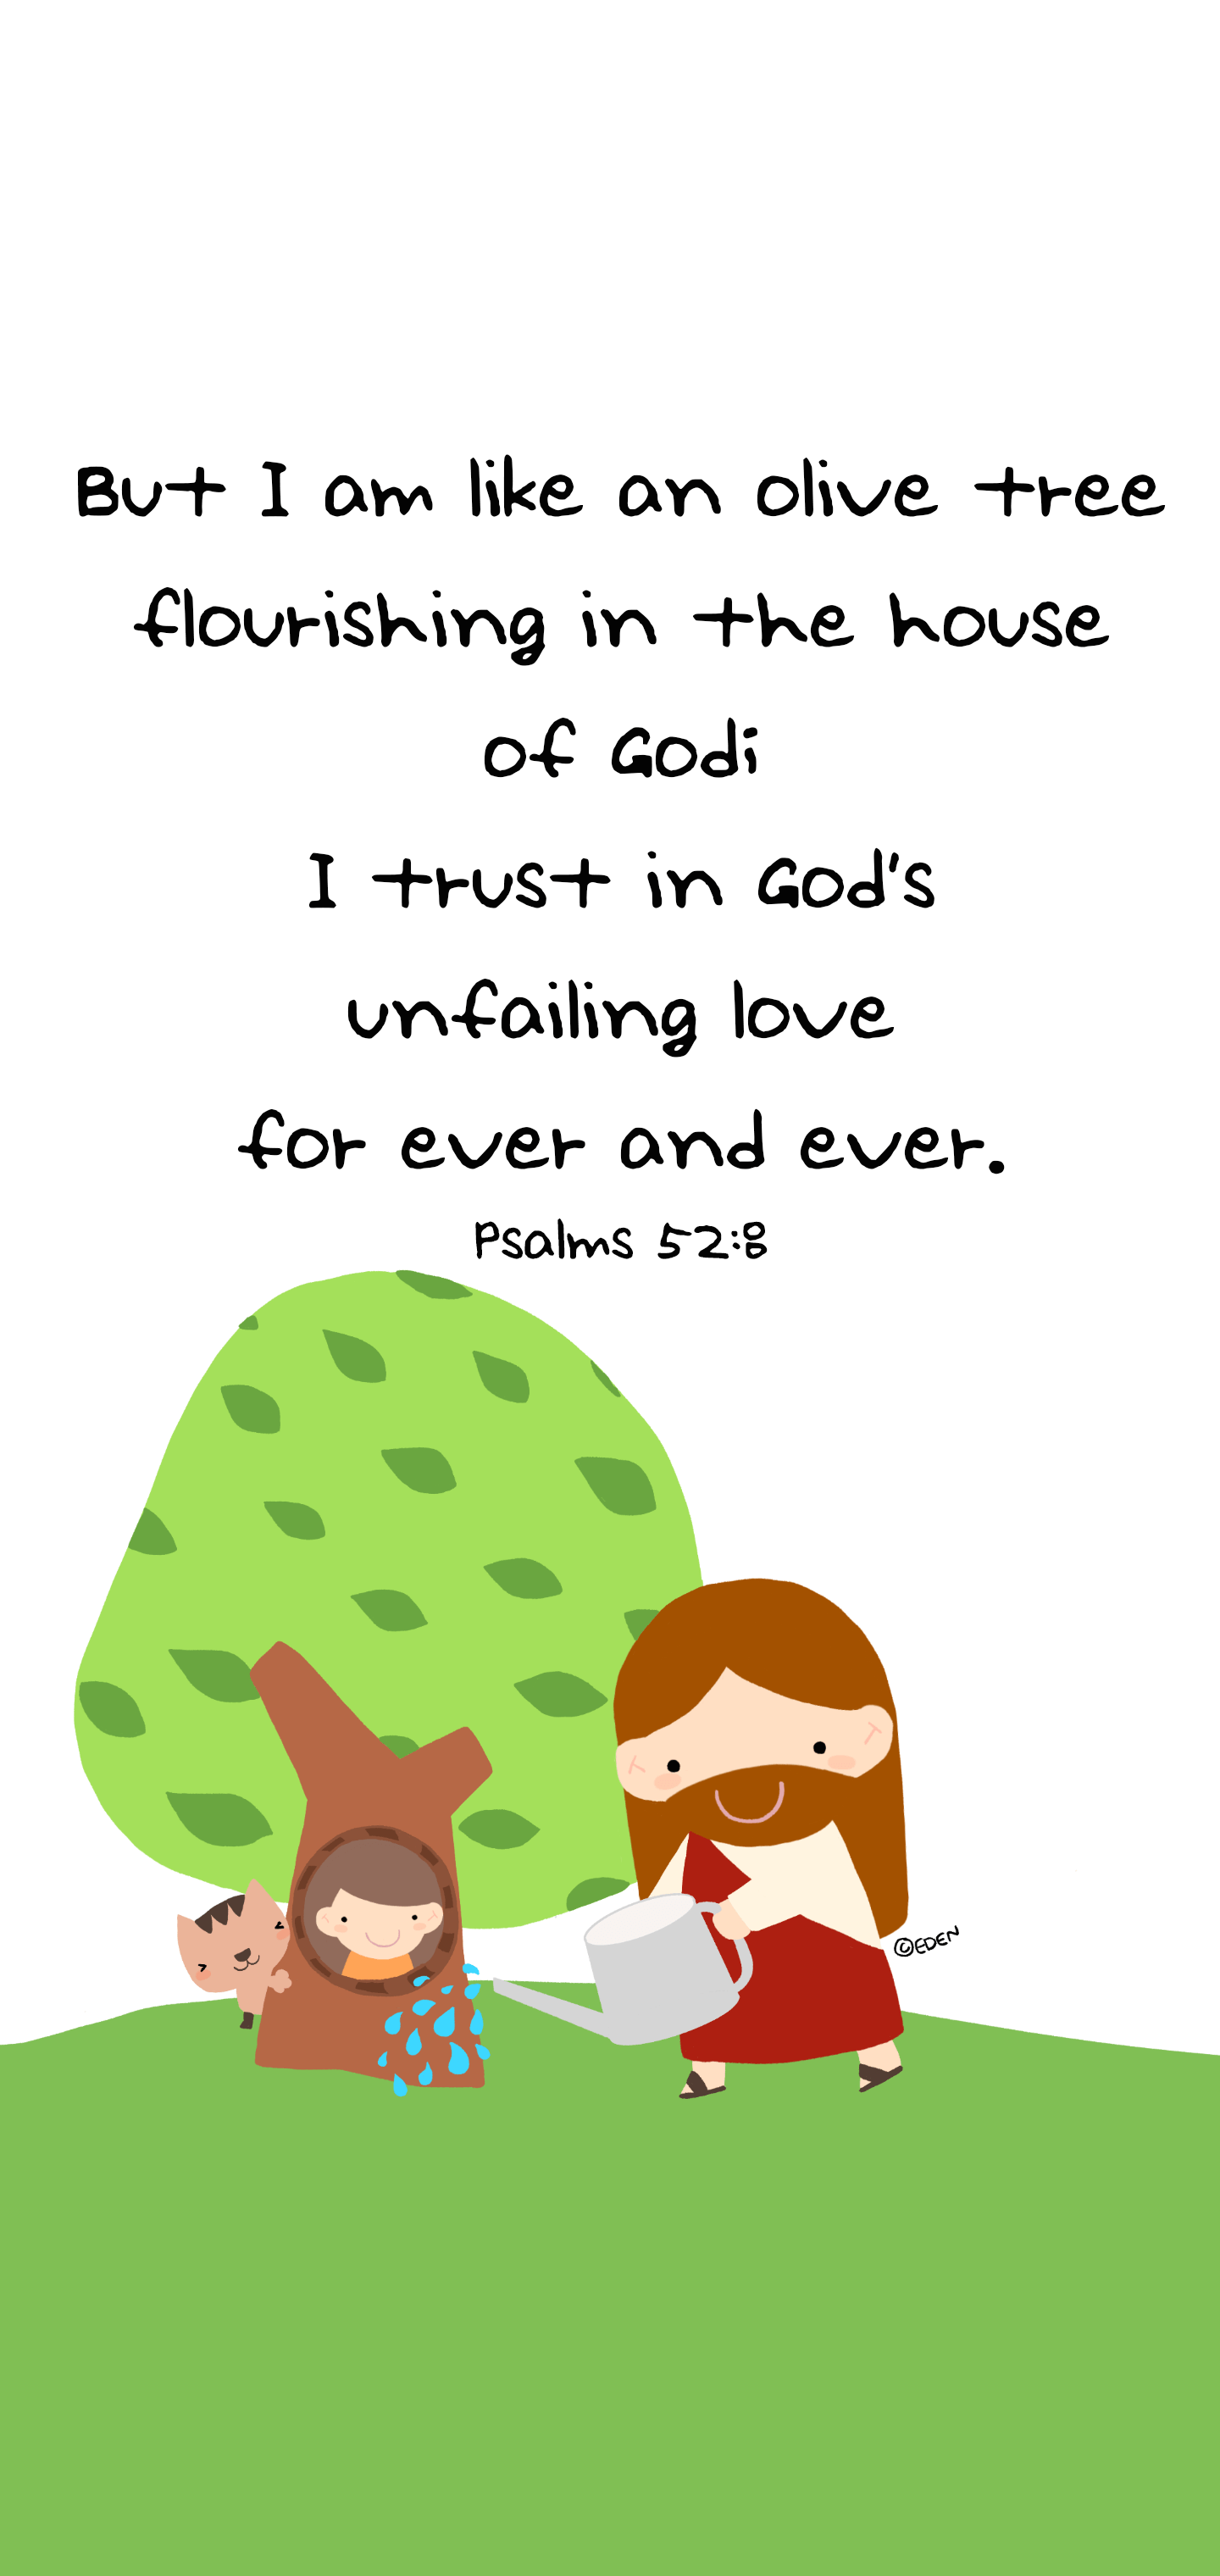 But I am like an olive tree
flourishing in the house
of Godi
I trust in God's
unfailing love
for ever and ever.
Psalms 52:8
©EDEN